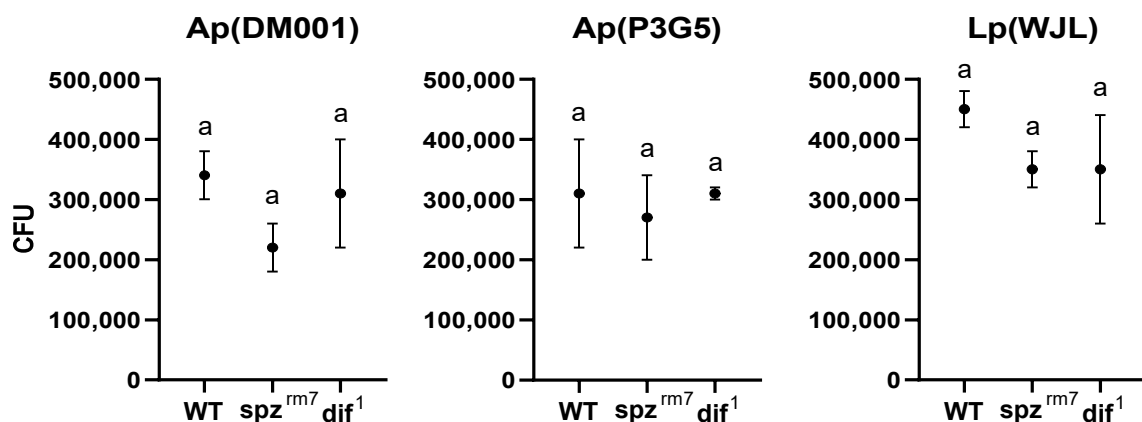 Ap(DM001) Ap(P3G5) Lp(WJL)
500,000 500,000 500,000
a a a
a a a a a a
400,000 400,000 400,000
300,000 300,000 300,000
200,000 200,000 200,000
100,000 100,000 100,000
0 0 0
CFU
WT spz^rm7 dif^1 WT spz^rm7 dif^1 WT spz^rm7 dif^1